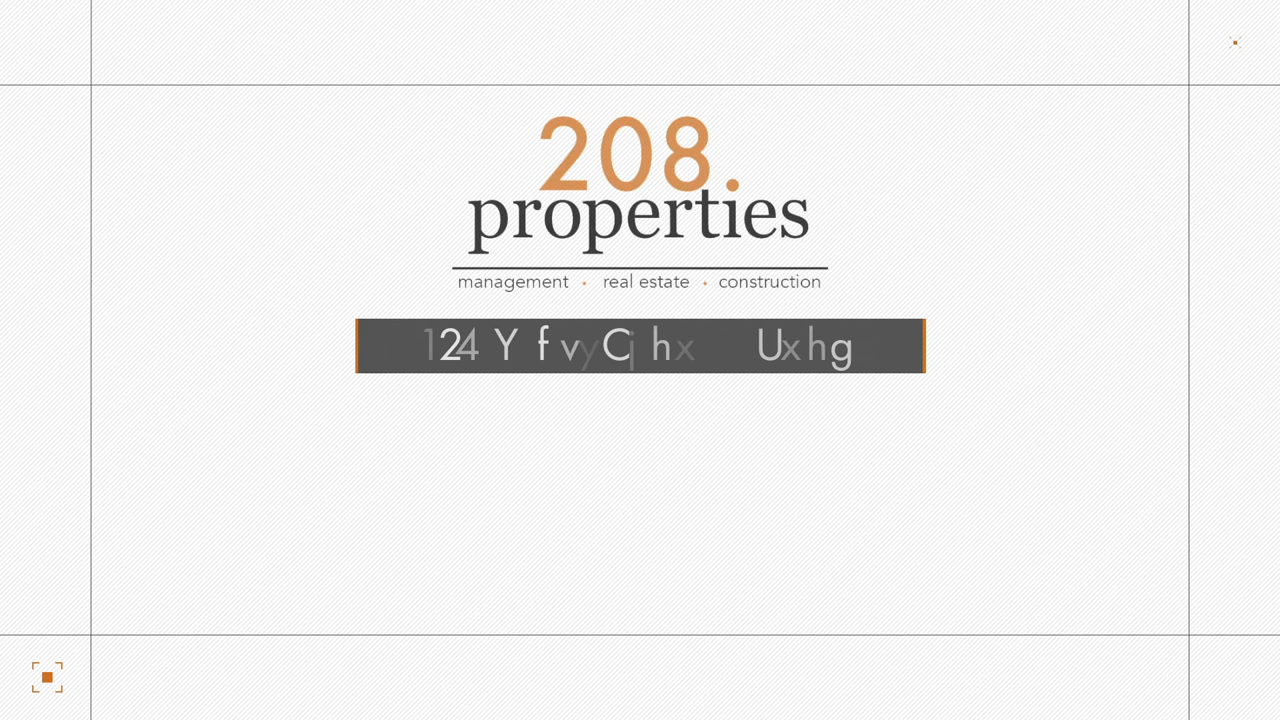 208.
properties
management • real estate • construction